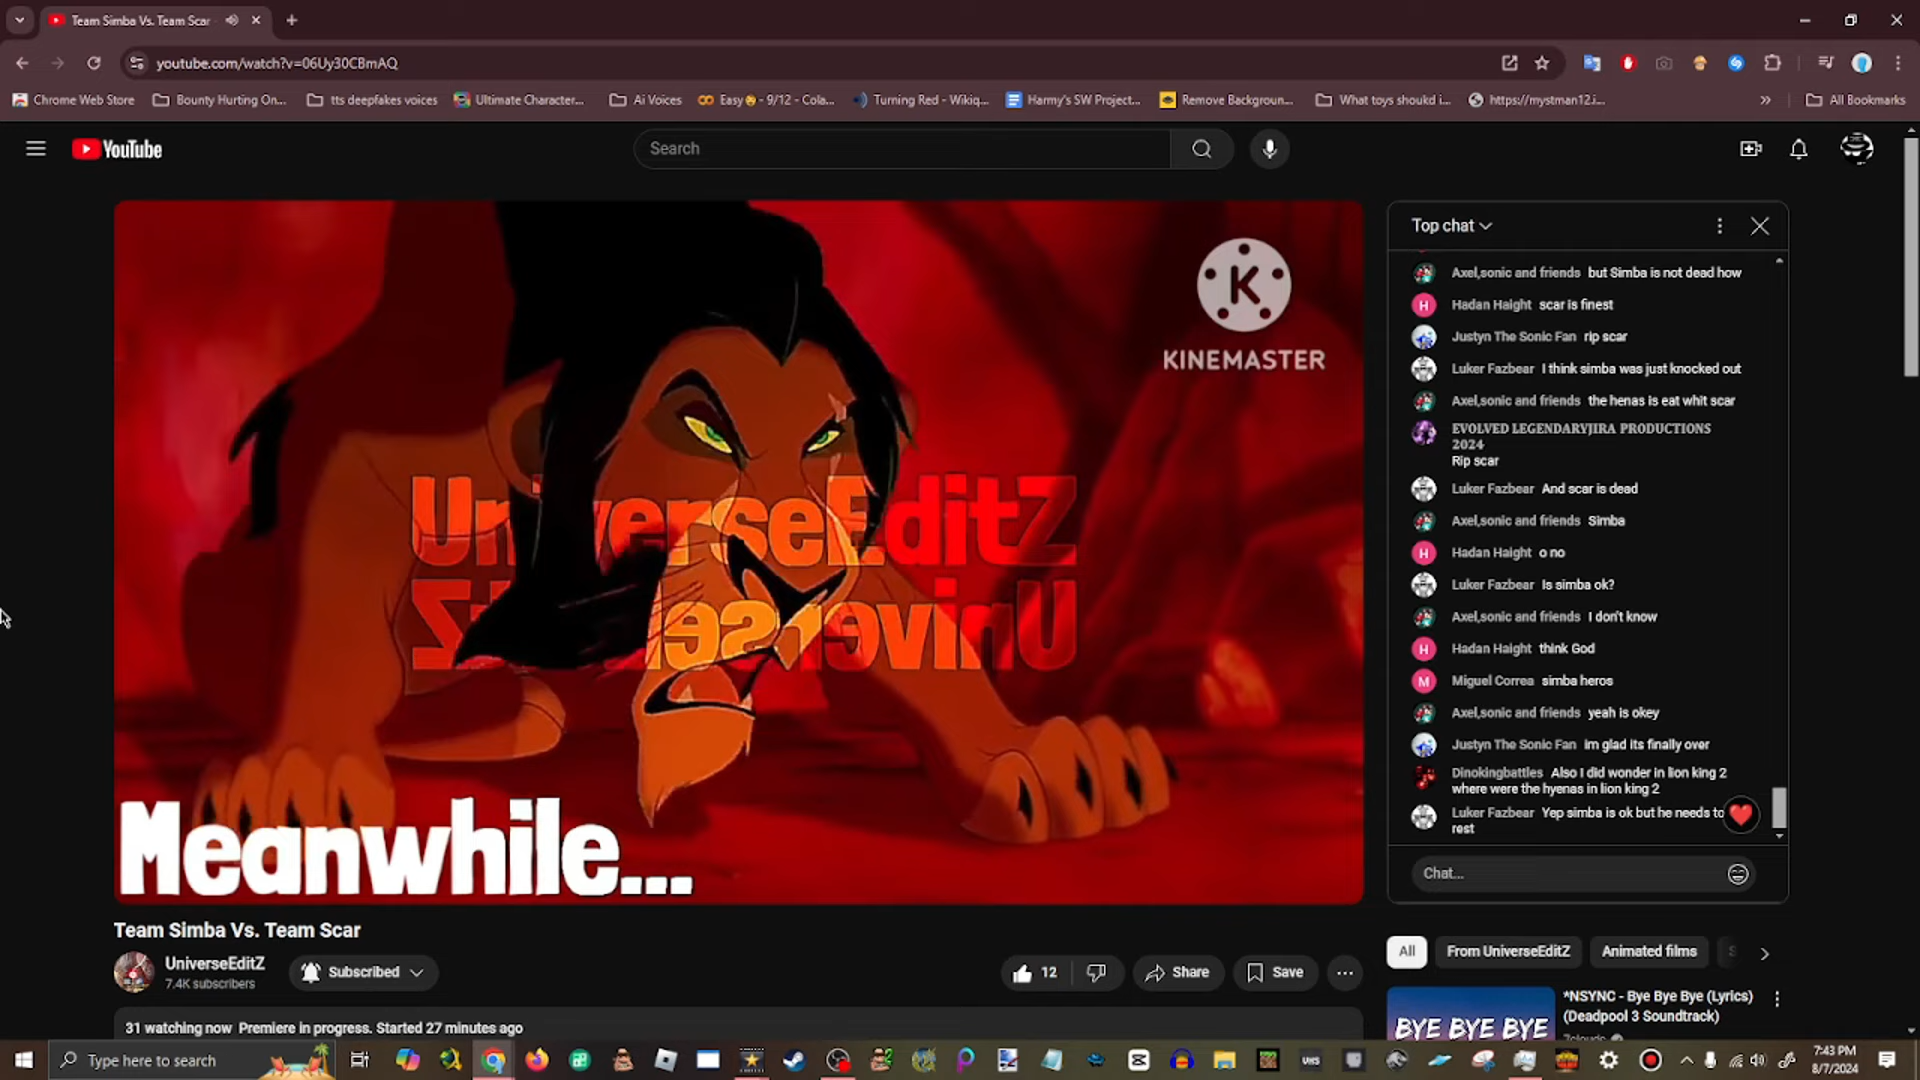 Team Simba Vs. Team Scar
youtube.com/watch?v=06Uy30CBmAQ
Chrome Web Store
Bounty Hurting On...
tts deepfakes voices
Ultimate Character...
Ai Voices
Easy - 9/12 - Cola...
Turning Red - Wikiq...
Harmy's SW Project...
Remove Backgroun...
What toys shoukd i...
https://mystman12.i...
All Bookmarks
YouTube
Search
K
KINEMASTER
UniverseEditZ
Meanwhile...
Top chat
Axel,sonic and friends but Simba is not dead how
Hadan Haight scar is finest
Justyn The Sonic Fan rip scar
Luker Fazbear I think simba was just knocked out
Axel,sonic and friends the henas is eat whit scar
EVOLVED LEGENDARYJIRA PRODUCTIONS
2024
Rip scar
Luker Fazbear And scar is dead
Axel,sonic and friends Simba
H Hadan Haight o no
Luker Fazbear Is simba ok?
Axel,sonic and friends I don't know
H Hadan Haight think God
M Miguel Correa simba heros
Axel,sonic and friends yeah is okey
Justyn The Sonic Fan im glad its finally over
Dinokingbattles Also I did wonder in lion king 2
where were the hyenas in lion king 2
Luker Fazbear Yep simba is ok but he needs to
rest
Chat...
Team Simba Vs. Team Scar
UniverseEditZ
7.4K subscribers
Subscribed
12
Share
Save
31 watching now Premiere in progress. Started 27 minutes ago
All
From UniverseEditZ
Animated films
BYE BYE BYE
*NSYNC - Bye Bye Bye (Lyrics)
(Deadpool 3 Soundtrack)
Type here to search
VHS
7:43 PM
8/7/2024